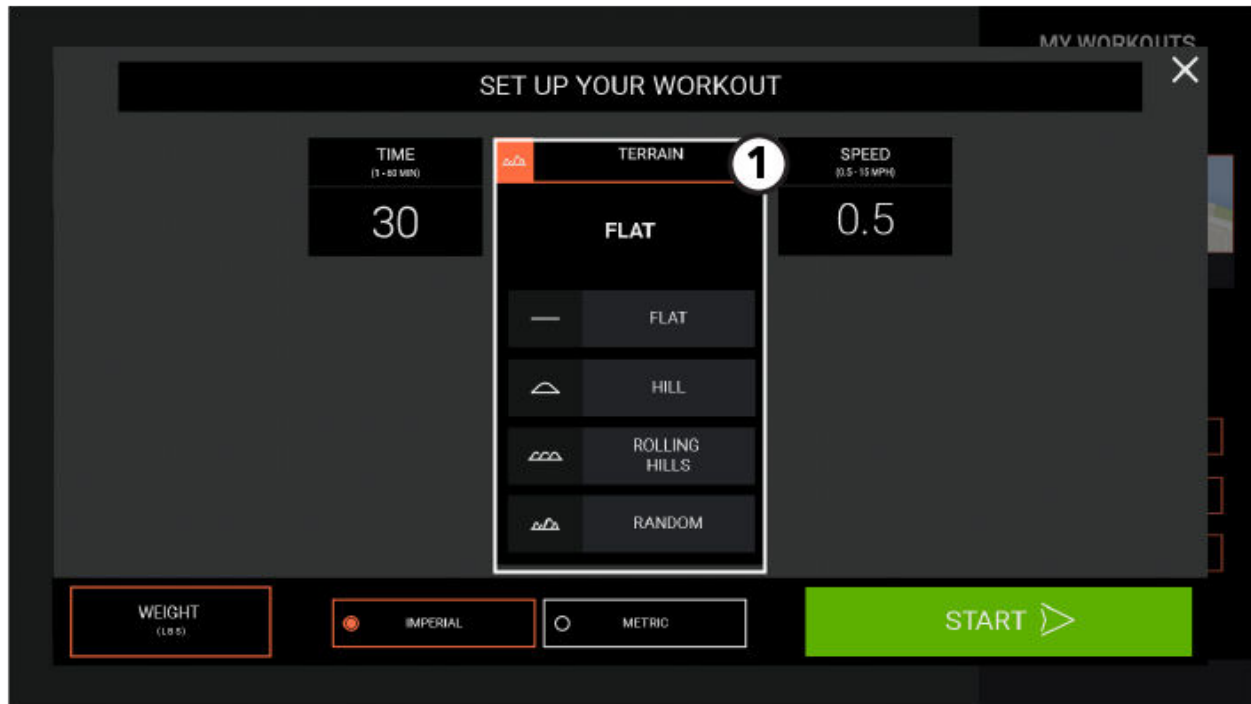 MY WORKOUTS
SET UP YOUR WORKOUT
TIME
(1 - 60 MIN)
30
TERRAIN
1
FLAT
SPEED
(0.5 - 15 MPH)
0.5
FLAT
HILL
ROLLING
HILLS
RANDOM
WEIGHT
(LBS)
IMPERIAL
METRIC
START